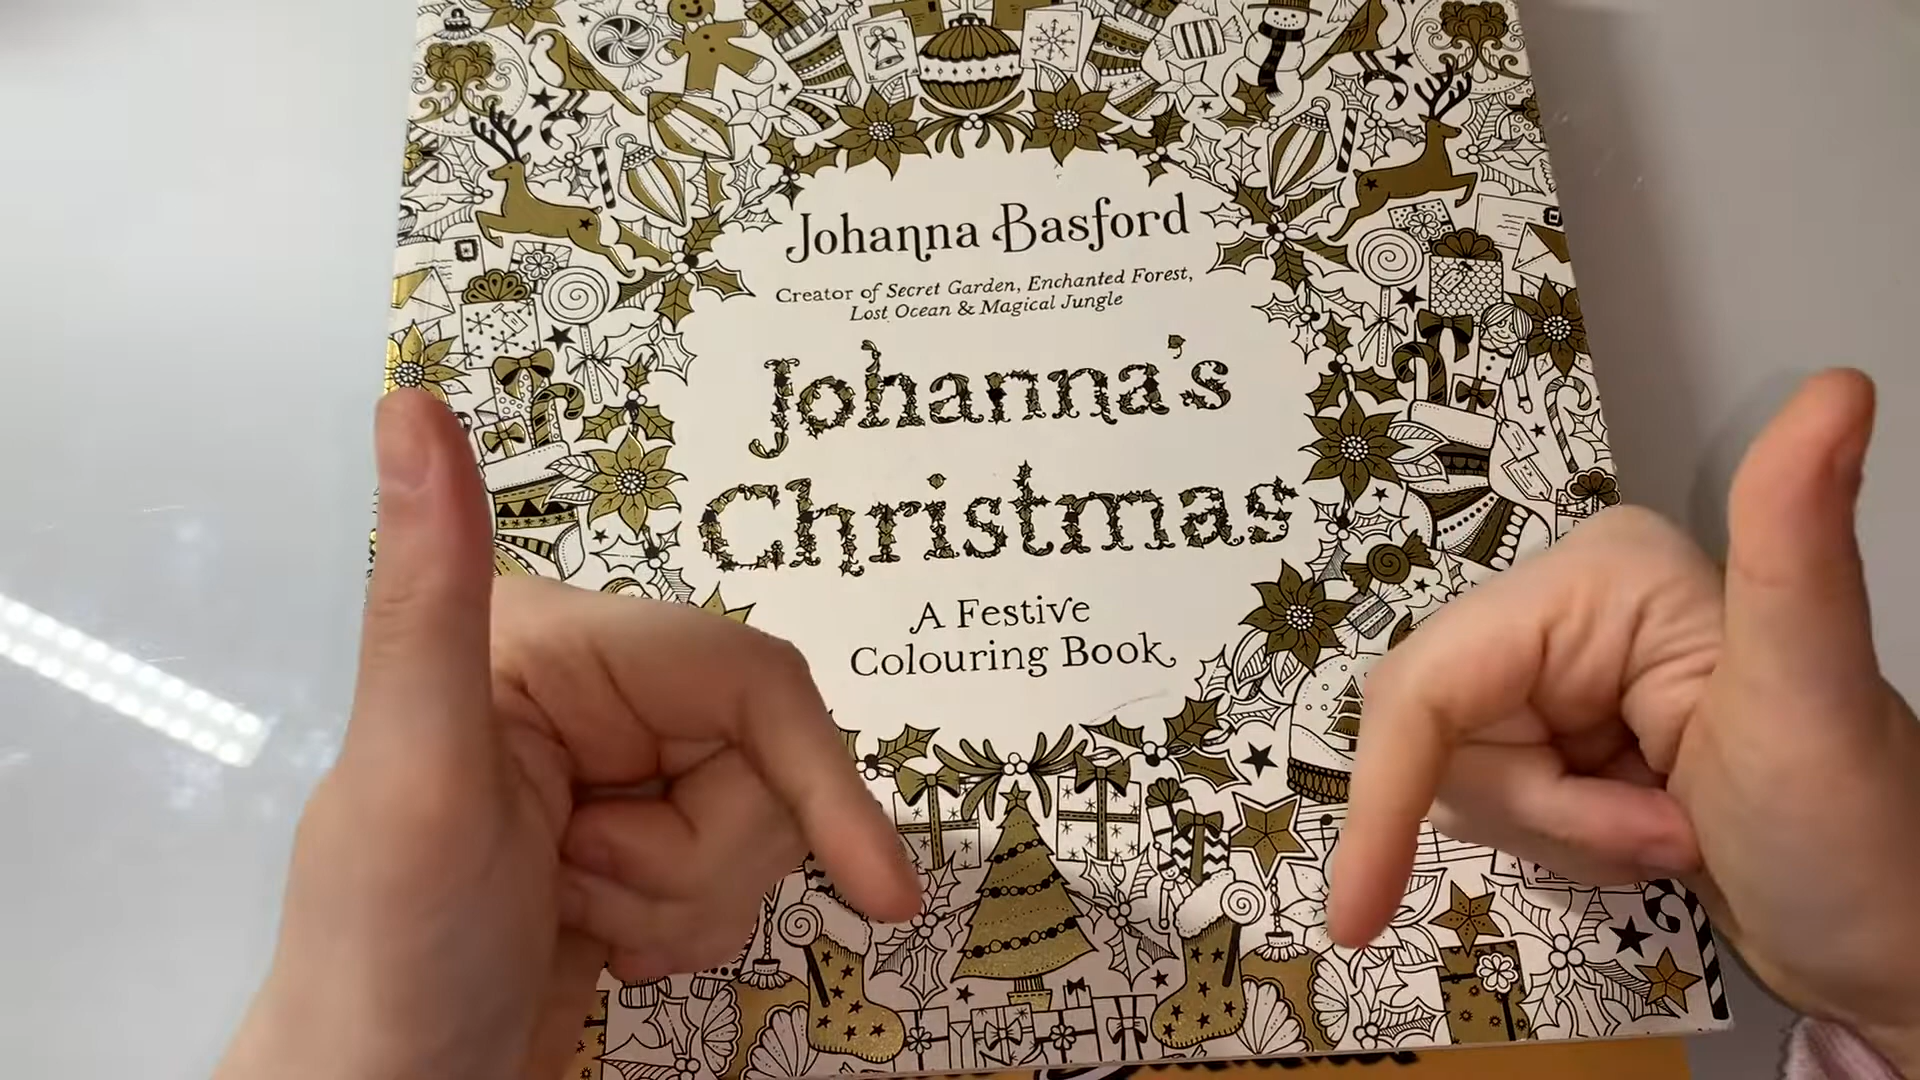 Johanna Basford
Creator of Secret Garden, Enchanted Forest,
Lost Ocean & Magical Jungle
Johanna's
Christmas
A Festive
Colouring Book